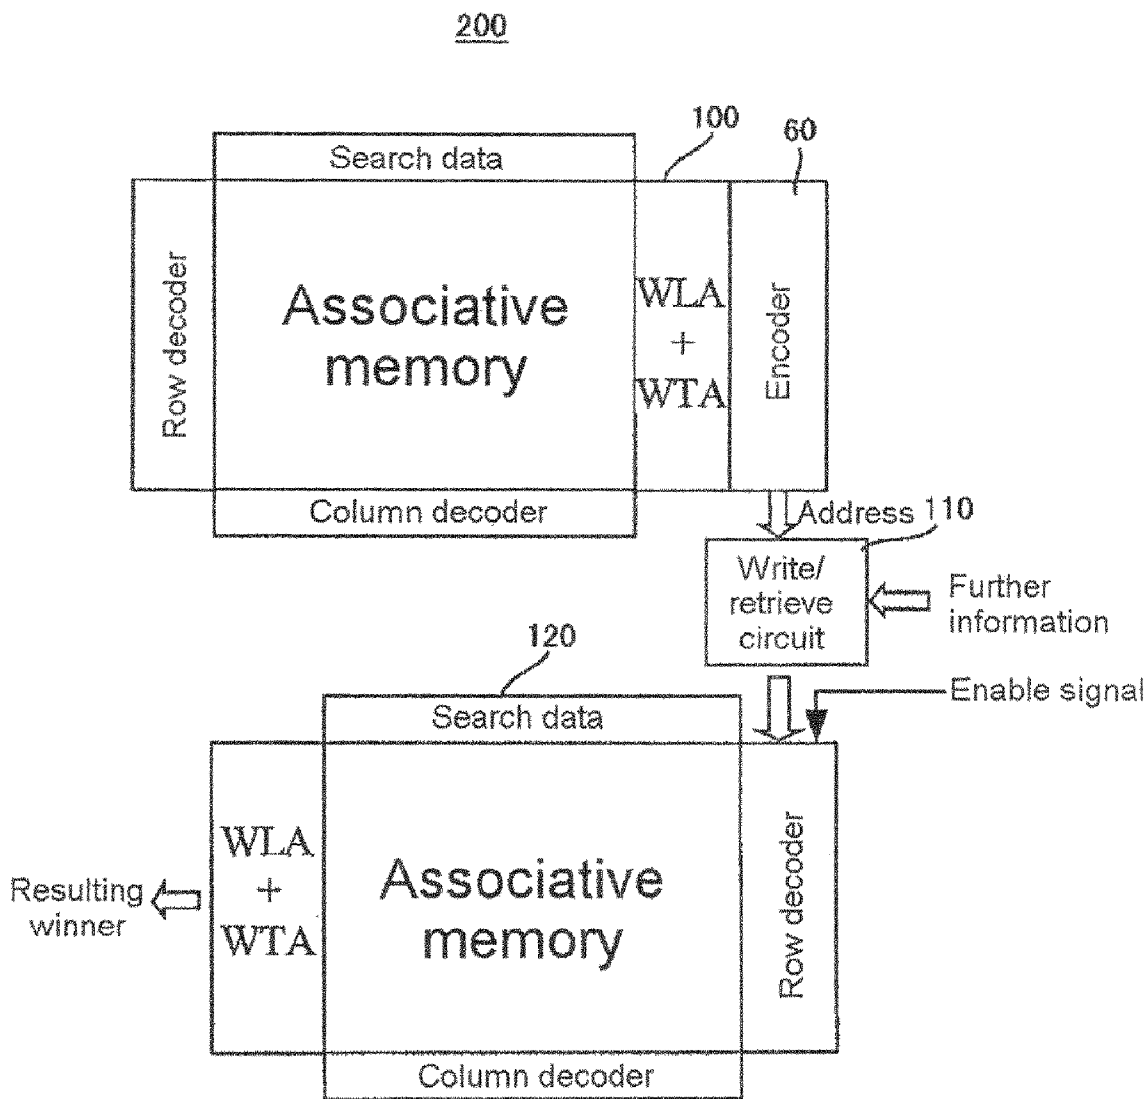 200
100
60
Search data
Row decoder
Associative
memory
WLA
+
WTA
Encoder
Column decoder
Address
110
Write/
retrieve
circuit
Further
information
120
Enable signal
Search data
Resulting
winner
WLA
+
WTA
Associative
memory
Row decoder
Column decoder